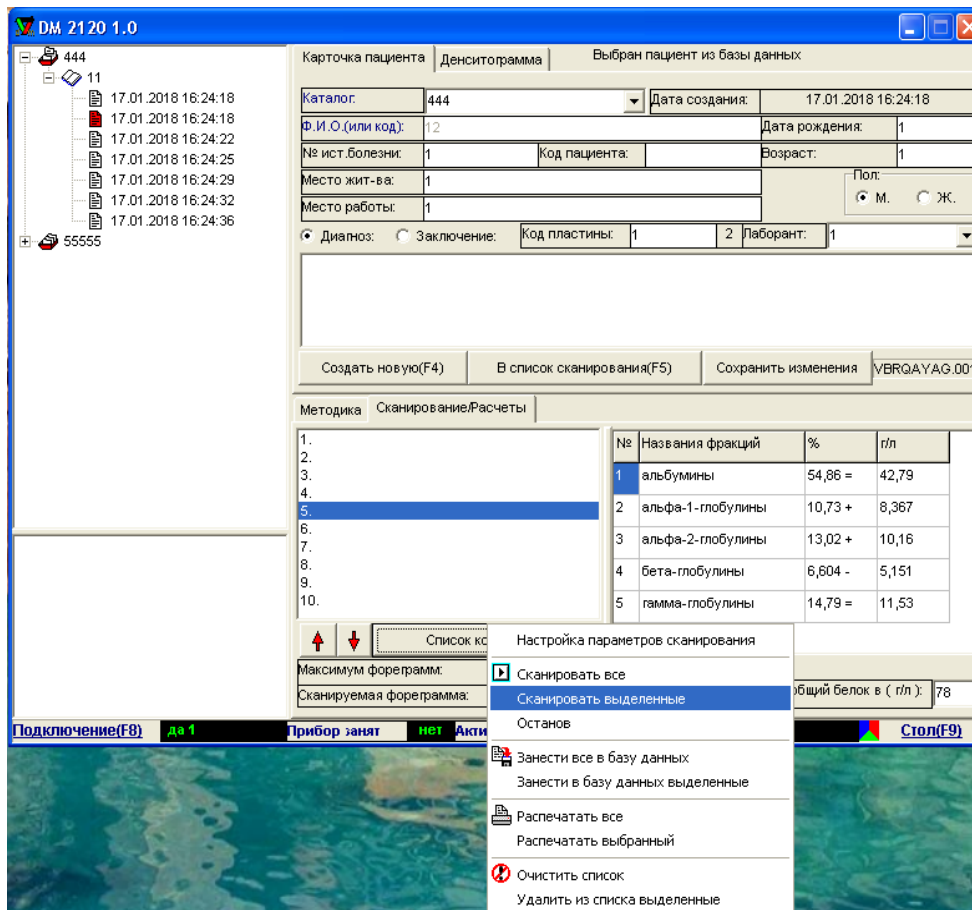 DM 2120 1.0
444
11
17.01.2018 16:24:18
17.01.2018 16:24:18
17.01.2018 16:24:22
17.01.2018 16:24:25
17.01.2018 16:24:29
17.01.2018 16:24:32
17.01.2018 16:24:36
55555
Карточка пациента Денситограмма Выбран пациент из базы данных
Каталог: 444 Дата создания: 17.01.2018 16:24:18
Ф.И.О.(или код): 12 Дата рождения: 1
№ ист.болезни: 1 Код пациента: Возраст: 1
Место жит-ва: 1 Пол:
М. Ж.
Место работы: 1
Диагноз: Заключение: Код пластины: 1 2 Лаборант: 1
Создать новую(F4) В список сканирования(F5) Сохранить изменения VBRQAYAG.001
Методика Сканирование/Расчеты
1.
2.
3.
4.
5.
6.
7.
8.
9.
10.
№ Названия фракций % г/л
1 альбумины 54,86 = 42,79
2 альфа-1-глобулины 10,73 + 8,367
3 альфа-2-глобулины 13,02 + 10,16
4 бета-глобулины 6,604 - 5,151
5 гамма-глобулины 14,79 = 11,53
Список ко
Максимум фореграмм:
Сканируемая фореграмма:
общий белок в ( г/л ): 78
Подключение(F8) да 1 Прибор занят нет Акти Стол(F9)
Настройка параметров сканирования
Сканировать все
Сканировать выделенные
Останов
Занести все в базу данных
Занести в базу данных выделенные
Распечатать все
Распечатать выбранный
Очистить список
Удалить из списка выделенные